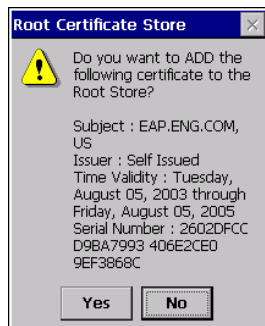 Root Certificate Store
Do you want to ADD the
following certificate to the
Root Store?
Subject : EAP.ENG.COM,
US
Issuer : Self Issued
Time Validity : Tuesday,
August 05, 2003 through
Friday, August 05, 2005
Serial Number : 2602DFCC
D9BA7993 406E2CE0
9EF3868C
Yes No